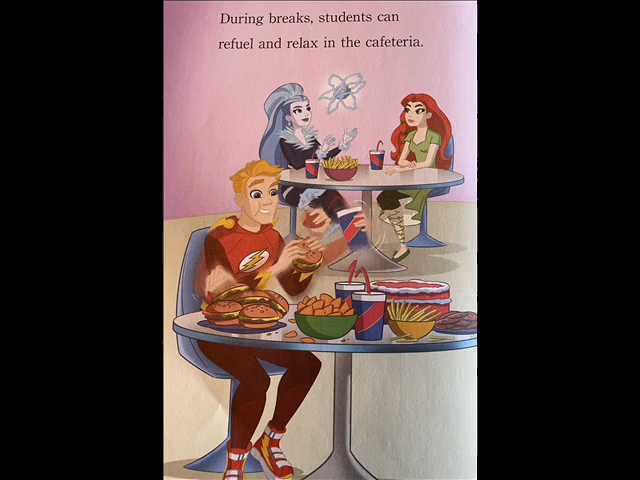 During breaks, students can
refuel and relax in the cafeteria.